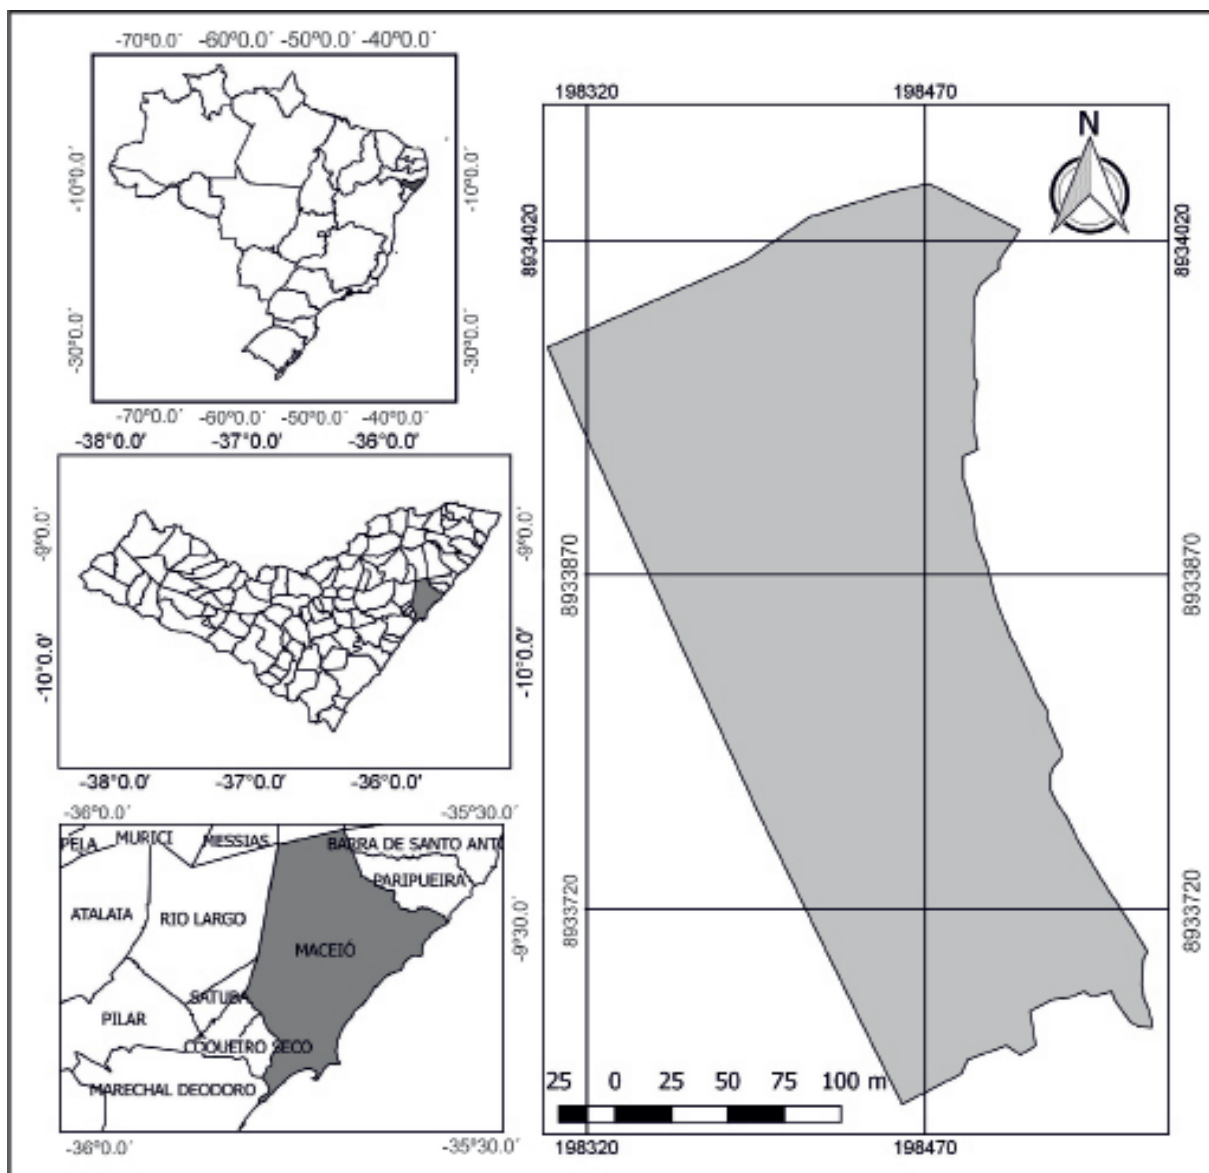 -70°0.0´ -60°0.0´ -50°0.0´ -40°0.0´
-10°0.0´
-10°0.0´
-30°0.0´
-30°0.0´
-70°0.0´ -60°0.0´ -50°0.0´ -40°0.0´
-38°0.0' -37°0.0' -36°0.0'
-9°0.0´
-9°0.0´
-10°0.0'
-10°0.0'
-38°0.0' -37°0.0' -36°0.0'
-36°0.0´ -35°30.0´
PELA MURICI MESSIAS BARRA DE SANTO ANTO
PARIPUEIRA
ATALAIA RIO LARGO
-9°30.0´
MACEIÓ
SATUBA
PILAR
COQUEIRO SECO
MARECHAL DEODORO
-36°0.0´ -35°30.0´
198320 198470
N
8934020
8934020
8933870
8933870
8933720
8933720
25 0 25 50 75 100 m
198320 198470